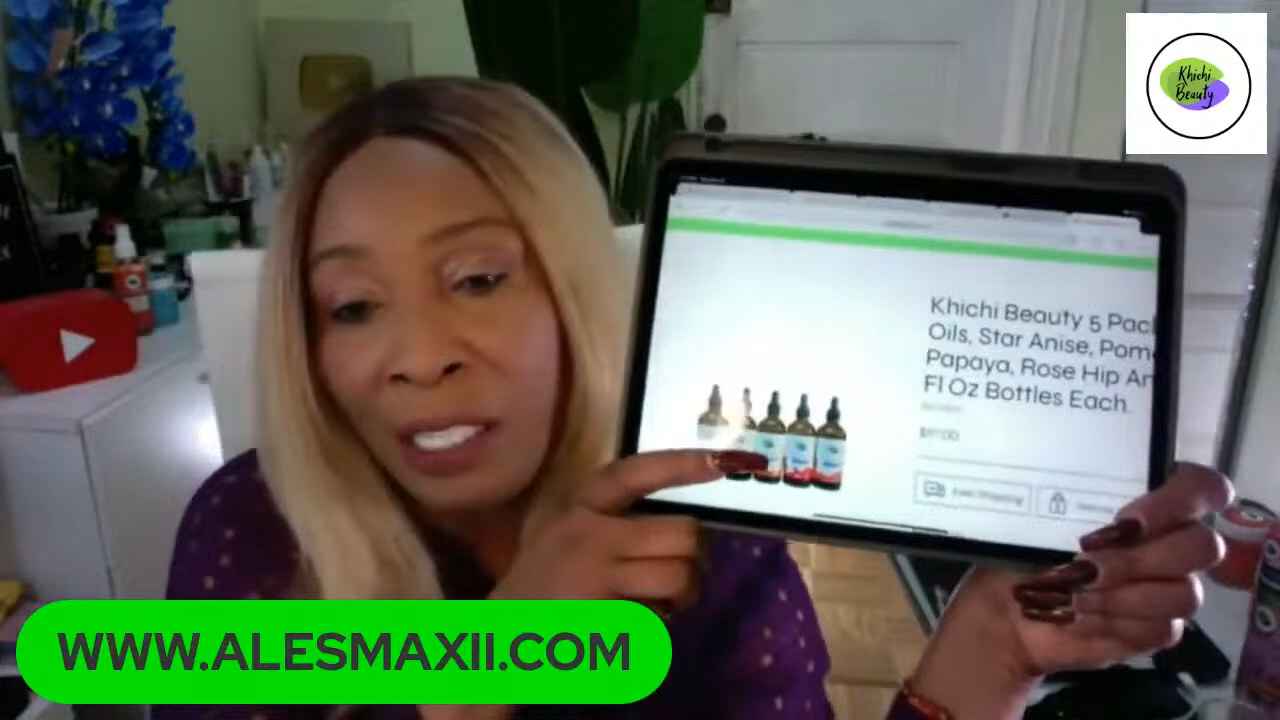 Khichi
Beauty
Khichi Beauty 5 Pac
Oils, Star Anise, Pom
Papaya, Rose Hip An
Fl Oz Bottles Each.
WWW.ALESMAXII.COM